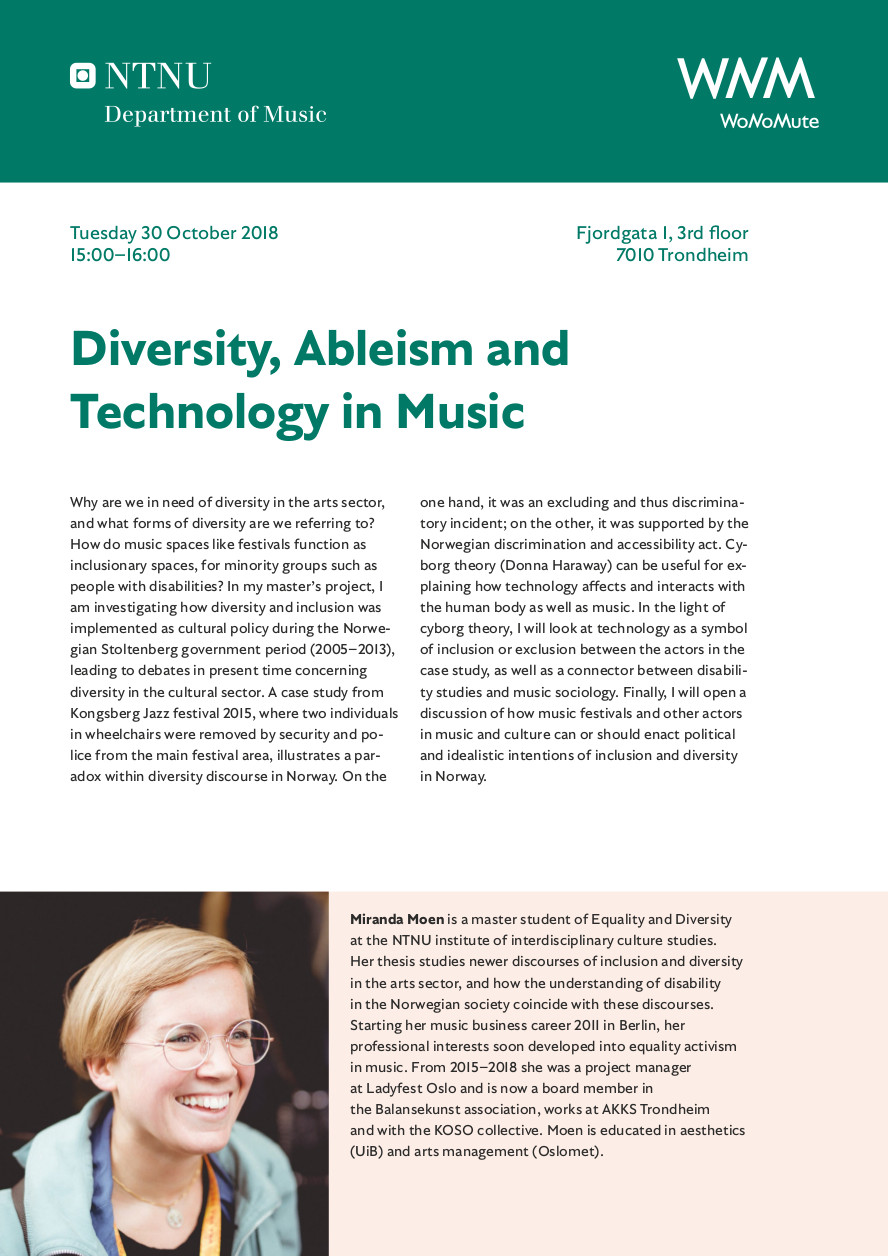 NTNU
Department of Music
WNM
WoNoMute
Tuesday 30 October 2018
15:00–16:00
Fjordgata 1, 3rd floor
7010 Trondheim
Diversity, Ableism and
Technology in Music
Why are we in need of diversity in the arts sector,
and what forms of diversity are we referring to?
How do music spaces like festivals function as
inclusionary spaces, for minority groups such as
people with disabilities? In my master’s project, I
am investigating how diversity and inclusion was
implemented as cultural policy during the Norwe-
gian Stoltenberg government period (2005–2013),
leading to debates in present time concerning
diversity in the cultural sector. A case study from
Kongsberg Jazz festival 2015, where two individuals
in wheelchairs were removed by security and po-
lice from the main festival area, illustrates a par-
adox within diversity discourse in Norway. On the
one hand, it was an excluding and thus discrimina-
tory incident; on the other, it was supported by the
Norwegian discrimination and accessibility act. Cy-
borg theory (Donna Haraway) can be useful for ex-
plaining how technology affects and interacts with
the human body as well as music. In the light of
cyborg theory, I will look at technology as a symbol
of inclusion or exclusion between the actors in the
case study, as well as a connector between disabili-
ty studies and music sociology. Finally, I will open a
discussion of how music festivals and other actors
in music and culture can or should enact political
and idealistic intentions of inclusion and diversity
in Norway.
Miranda Moen is a master student of Equality and Diversity
at the NTNU institute of interdisciplinary culture studies.
Her thesis studies newer discourses of inclusion and diversity
in the arts sector, and how the understanding of disability
in the Norwegian society coincide with these discourses.
Starting her music business career 2011 in Berlin, her
professional interests soon developed into equality activism
in music. From 2015–2018 she was a project manager
at Ladyfest Oslo and is now a board member in
the Balansekunst association, works at AKKS Trondheim
and with the KOSO collective. Moen is educated in aesthetics
(UiB) and arts management (Oslomet).